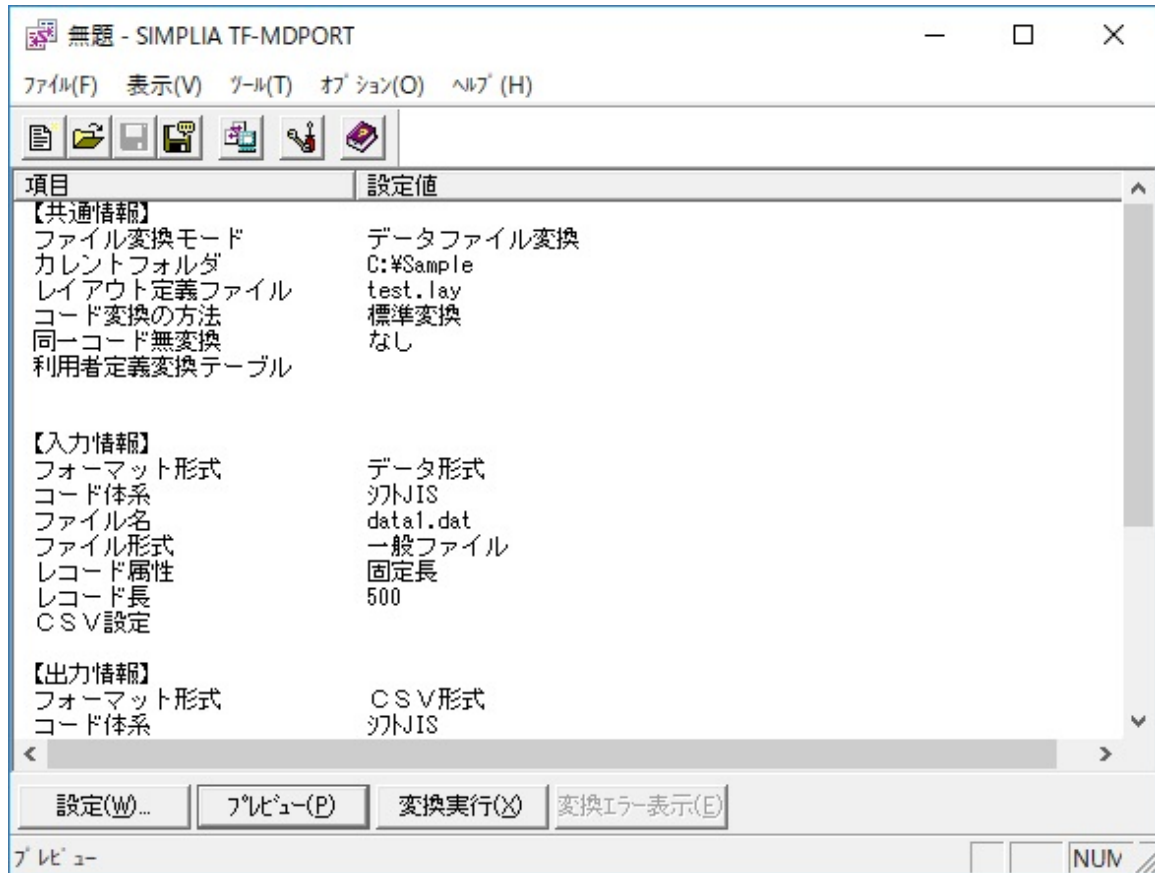 無題 - SIMPLIA TF-MDPORT
ﾌｧｲﾙ(F) 表示(V) ﾂｰﾙ(T) ｵﾌﾟｼｮﾝ(O) ﾍﾙﾌﾟ(H)
項目 設定値
【共通情報】
ファイル変換モード データファイル変換
カレントフォルダ C:¥Sample
レイアウト定義ファイル test.lay
コード変換の方法 標準変換
同一コード無変換 なし
利用者定義変換テーブル
【入力情報】
フォーマット形式 データ形式
コード体系 ｼﾌﾄJIS
ファイル名 data1.dat
ファイル形式 一般ファイル
レコード属性 固定長
レコード長 500
ＣＳＶ設定
【出力情報】
フォーマット形式 ＣＳＶ形式
コード体系 ｼﾌﾄJIS
設定(W)... ﾌﾟﾚﾋﾞｭｰ(P) 変換実行(X) 変換ｴﾗｰ表示(E)
ﾌﾟﾚﾋﾞｭｰ NUM